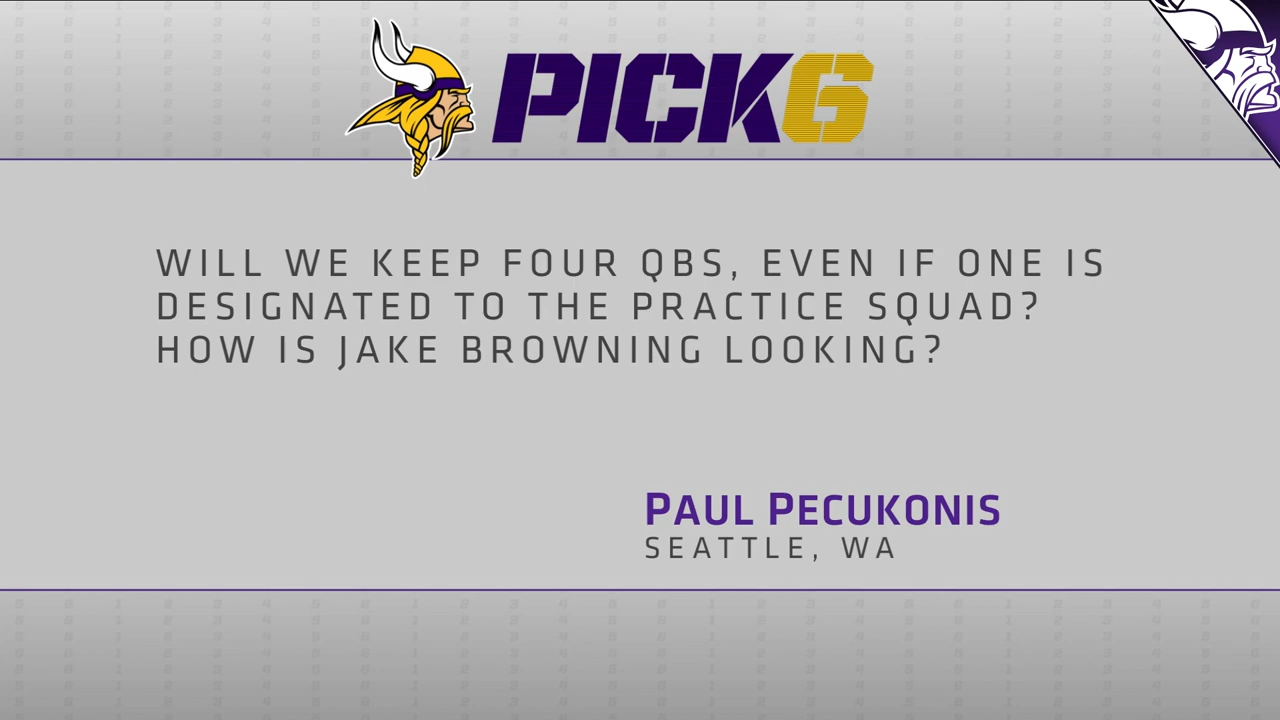 PICK6
WILL WE KEEP FOUR QBS, EVEN IF ONE IS
DESIGNATED TO THE PRACTICE SQUAD?
HOW IS JAKE BROWNING LOOKING?
PAUL PECUKONIS
SEATTLE, WA